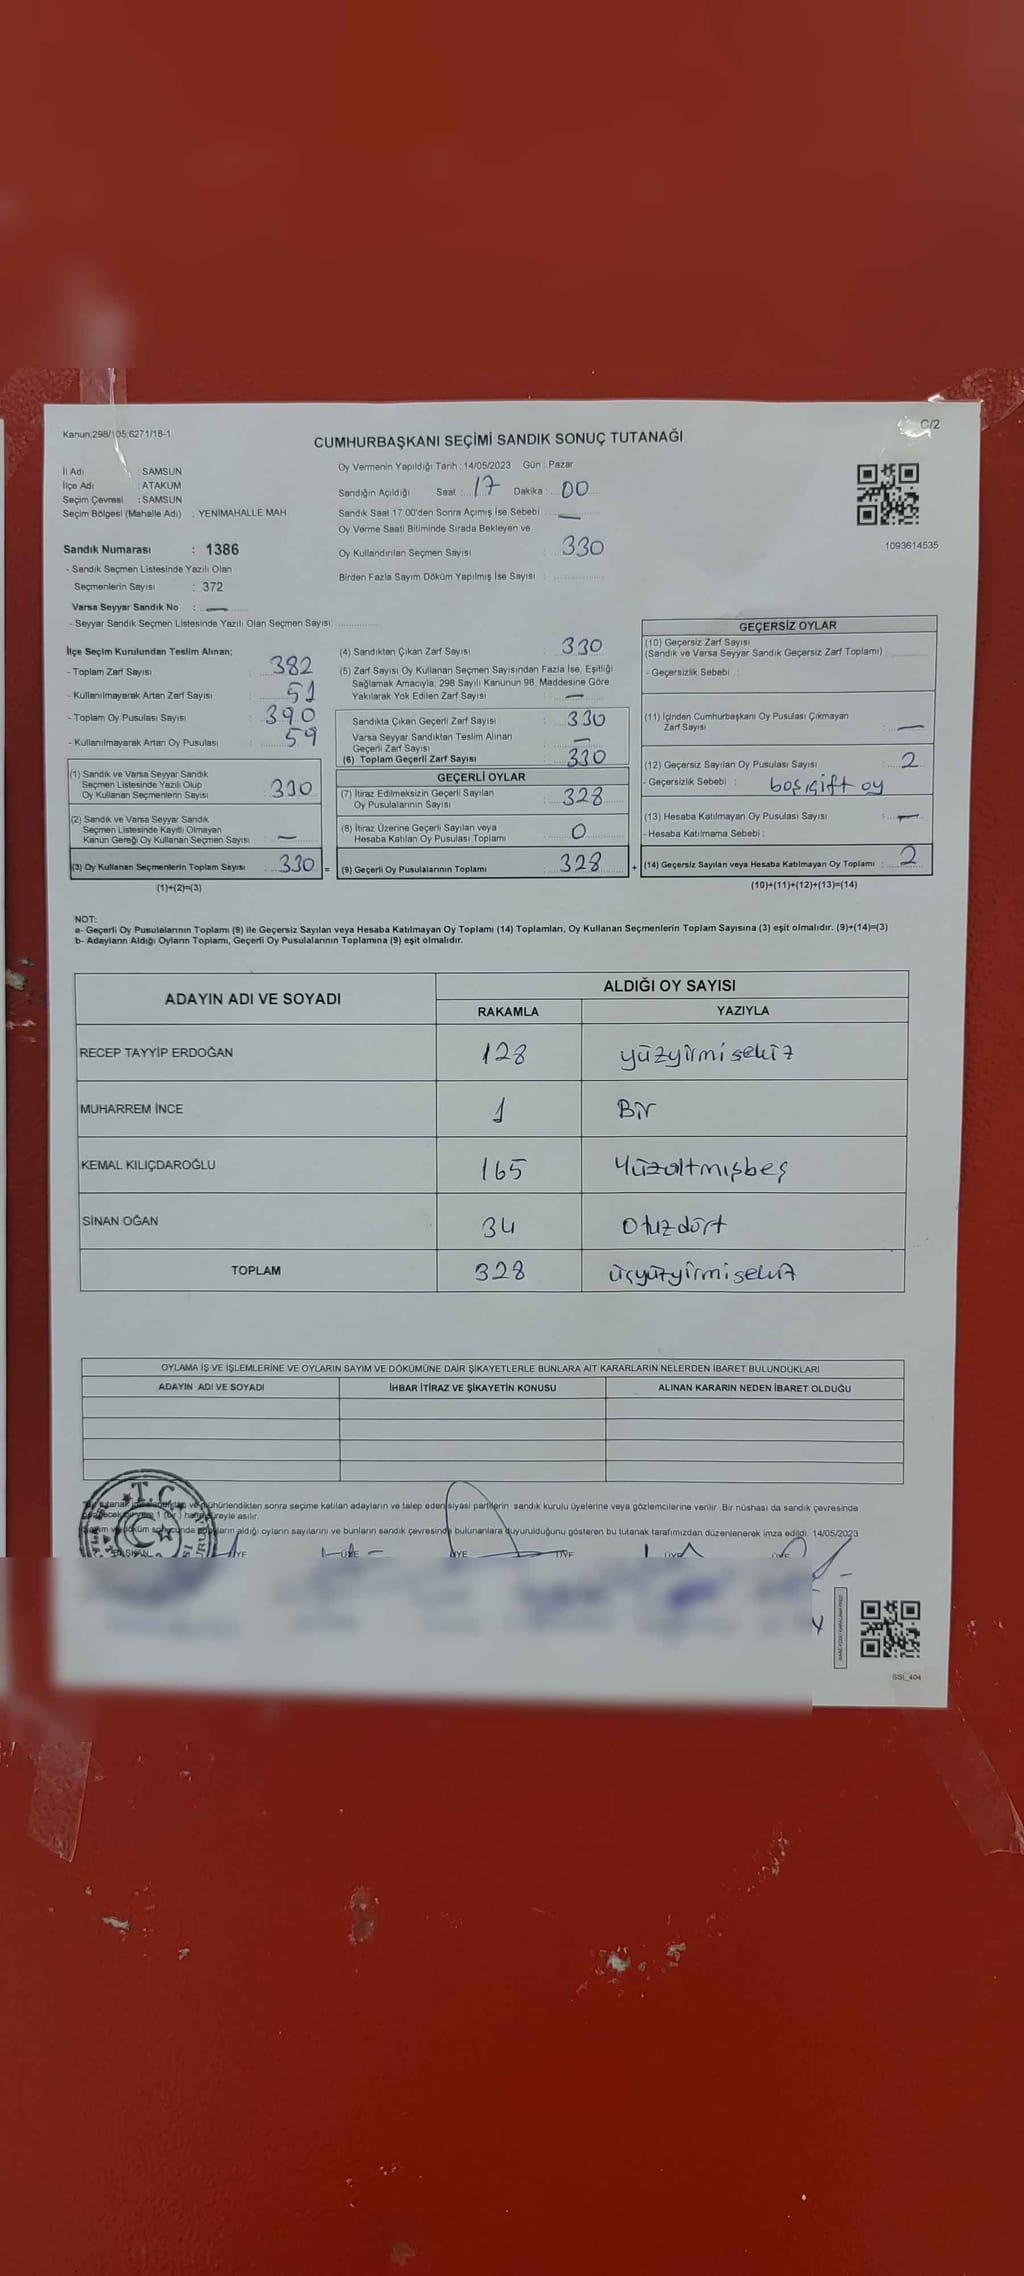 Kanun;298/105;6271/18-1
C/2
CUMHURBAŞKANI SEÇİMİ SANDIK SONUÇ TUTANAĞI
İl Adı : SAMSUN
İlçe Adı : ATAKUM
Seçim Çevresi : SAMSUN
Seçim Bölgesi (Mahalle Adı) : YENİMAHALLE MAH
Sandık Numarası : 1386
- Sandık Seçmen Listesinde Yazılı Olan
Seçmenlerin Sayısı : 372
Varsa Seyyar Sandık No : —
- Seyyar Sandık Seçmen Listesinde Yazılı Olan Seçmen Sayısı:
Oy Vermenin Yapıldığı Tarih : 14/05/2023 Gün : Pazar
Sandığın Açıldığı Saat : 17 Dakika : 00
Sandık Saat 17:00'den Sonra Açımış İse Sebebi : —
Oy Verme Saati Bitiminde Sırada Bekleyen ve
Oy Kullandırılan Seçmen Sayısı : 330
Birden Fazla Sayım Döküm Yapılmış İse Sayısı :
1093614535
İlçe Seçim Kurulundan Teslim Alınan;
- Toplam Zarf Sayısı : 382
- Kullanılmayarak Artan Zarf Sayısı : 51
- Toplam Oy Pusulası Sayısı : 390
- Kullanılmayarak Artan Oy Pusulası : 59
(1) Sandık ve Varsa Seyyar Sandık
Seçmen Listesinde Yazılı Olup
Oy Kullanan Seçmenlerin Sayısı : 330
(2) Sandık ve Varsa Seyyar Sandık
Seçmen Listesinde Kayıtlı Olmayan
Kanun Gereği Oy Kullanan Seçmen Sayısı : —
(3) Oy Kullanan Seçmenlerin Toplam Sayısı : 330 =
(1)+(2)=(3)
(4) Sandıktan Çıkan Zarf Sayısı : 330
(5) Zarf Sayısı Oy Kullanan Seçmen Sayısından Fazla İse, Eşitliği
Sağlamak Amacıyla; 298 Sayılı Kanunun 98. Maddesine Göre
Yakılarak Yok Edilen Zarf Sayısı : —
Sandıkta Çıkan Geçerli Zarf Sayısı : 330
Varsa Seyyar Sandıktan Teslim Alınan
Geçerli Zarf Sayısı : —
(6) Toplam Geçerli Zarf Sayısı : 330
GEÇERLİ OYLAR
(7) İtiraz Edilmeksizin Geçerli Sayılan
Oy Pusulalarının Sayısı : 328
(8) İtiraz Üzerine Geçerli Sayılan veya
Hesaba Katılan Oy Pusulası Toplamı : 0
(9) Geçerli Oy Pusulalarının Toplamı : 328 +
GEÇERSİZ OYLAR
(10) Geçersiz Zarf Sayısı
(Sandık ve Varsa Seyyar Sandık Geçersiz Zarf Toplamı) :
- Geçersizlik Sebebi :
(11) İçinden Cumhurbaşkanı Oy Pusulası Çıkmayan
Zarf Sayısı : —
(12) Geçersiz Sayılan Oy Pusulası Sayısı : 2
- Geçersizlik Sebebi : boş, çift oy
(13) Hesaba Katılmayan Oy Pusulası Sayısı : —
- Hesaba Katılmama Sebebi :
(14) Geçersiz Sayılan veya Hesaba Katılmayan Oy Toplamı : 2
(10)+(11)+(12)+(13)=(14)
NOT:
a- Geçerli Oy Pusulalarının Toplamı (9) ile Geçersiz Sayılan veya Hesaba Katılmayan Oy Toplamı (14) Toplamları, Oy Kullanan Seçmenlerin Toplam Sayısına (3) eşit olmalıdır. (9)+(14)=(3)
b- Adayların Aldığı Oyların Toplamı, Geçerli Oy Pusulalarının Toplamına (9) eşit olmalıdır.
ADAYIN ADI VE SOYADI ALDIĞI OY SAYISI
RAKAMLA YAZIYLA
RECEP TAYYİP ERDOĞAN 128 yüzyirmisekiz
MUHARREM İNCE 1 Bir
KEMAL KILIÇDAROĞLU 165 Yüzaltmışbeş
SİNAN OĞAN 34 Otuzdört
TOPLAM 328 üçyüzyirmisekiz
OYLAMA İŞ VE İŞLEMLERİNE VE OYLARIN SAYIM VE DÖKÜMÜNE DAİR ŞİKAYETLERLE BUNLARA AİT KARARLARIN NELERDEN İBARET BULUNDUKLARI
ADAYIN ADI VE SOYADI İHBAR İTİRAZ VE ŞİKAYETİN KONUSU ALINAN KARARIN NEDEN İBARET OLDUĞU
tutanak ve mühürlendikten sonra seçime katılan adayların ve talep eden siyasi partilerin sandık kurulu üyelerine veya gözlemcilerine verilir. Bir nüshası da sandık çevresinde
süreyle asılır.
döküm sonucunda adayların aldığı oyların sayılarını ve bunların sandık çevresinde bulunanlara duyurulduğunu gösteren bu tutanak tarafımızdan düzenlenerek imza edildi. 14/05/2023
T.C.
BAŞKAN ÜYE ÜYE ÜYE ÜYE ÜYE ÜYE
SSI_404